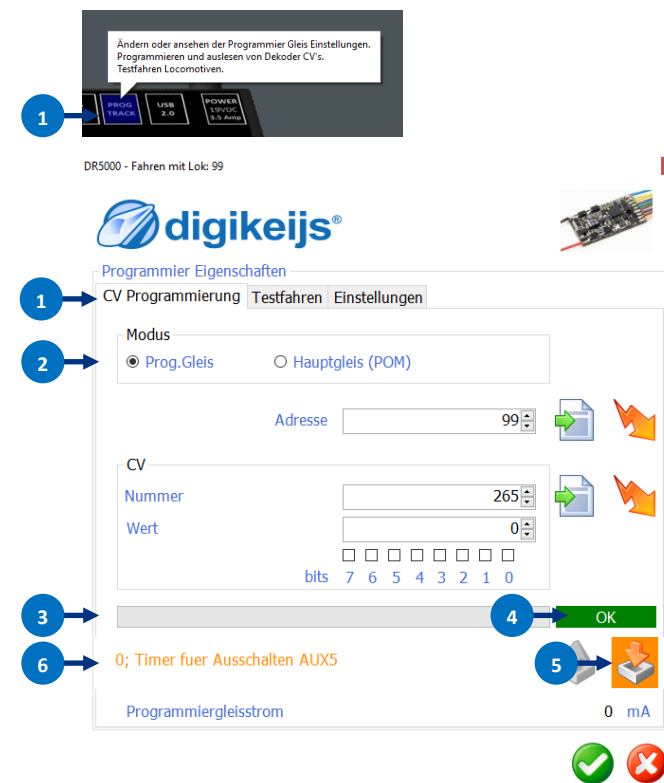 Ändern oder ansehen der Programmier Gleis Einstellungen.
Programmieren und auslesen von Dekoder CV's.
Testfahren Locomotiven.
1
PROG
TRACK
USB
2.0
POWER
19VDC
3.5 Amp
DR5000 - Fahren mit Lok: 99
digikeijs®
Programmier Eigenschaften
1 CV Programmierung Testfahren Einstellungen
Modus
2 Prog.Gleis Hauptgleis (POM)
Adresse 99
CV
Nummer 265
Wert 0
bits 7 6 5 4 3 2 1 0
3 4 OK
6 0; Timer fuer Ausschalten AUX5 5
Programmiergleisstrom 0 mA